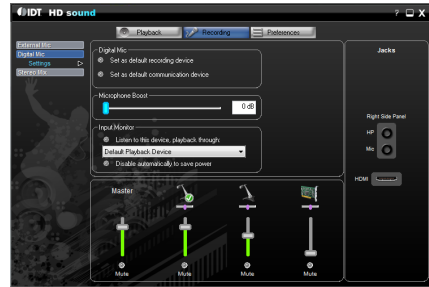 IDT HD sound
? X
Playback Recording Preferences
External Mic
Digital Mic
Settings
Stereo Mix
Digital Mic
Set as default recording device
Set as default communication device
Microphone Boost
0 dB
Input Monitor
Listen to this device, playback through:
Default Playback Device
Disable automatically to save power
Master
Mute Mute Mute Mute
Jacks
Right Side Panel
HP
Mic
HDMI